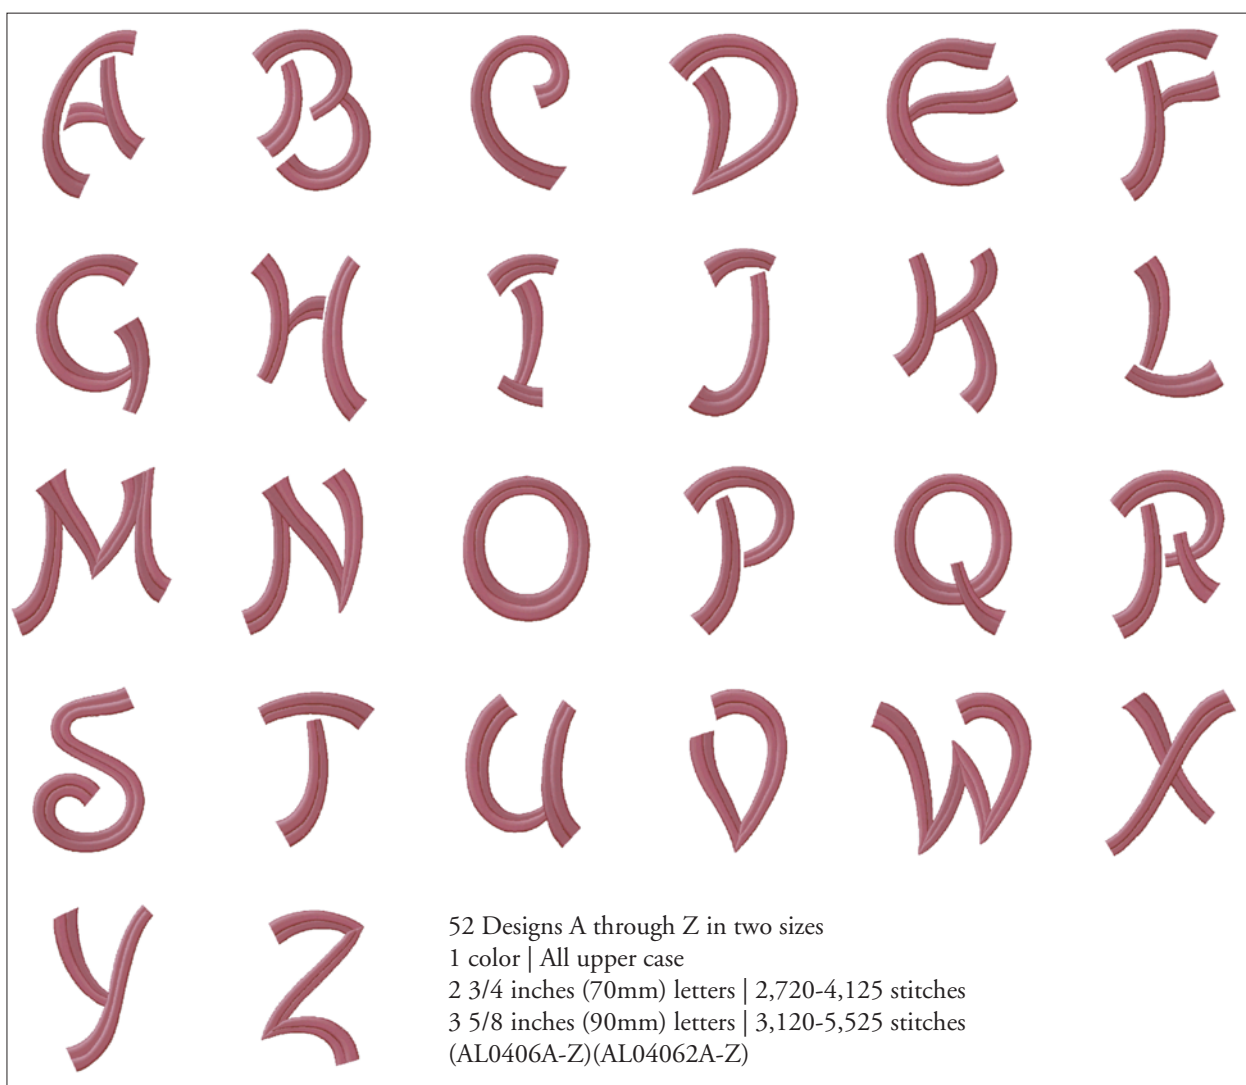 A B C D E F
G H I J K L
M N O P Q R
S T U V W X
Y Z
52 Designs A through Z in two sizes
1 color | All upper case
2 3/4 inches (70mm) letters | 2,720-4,125 stitches
3 5/8 inches (90mm) letters | 3,120-5,525 stitches
(AL0406A-Z)(AL04062A-Z)